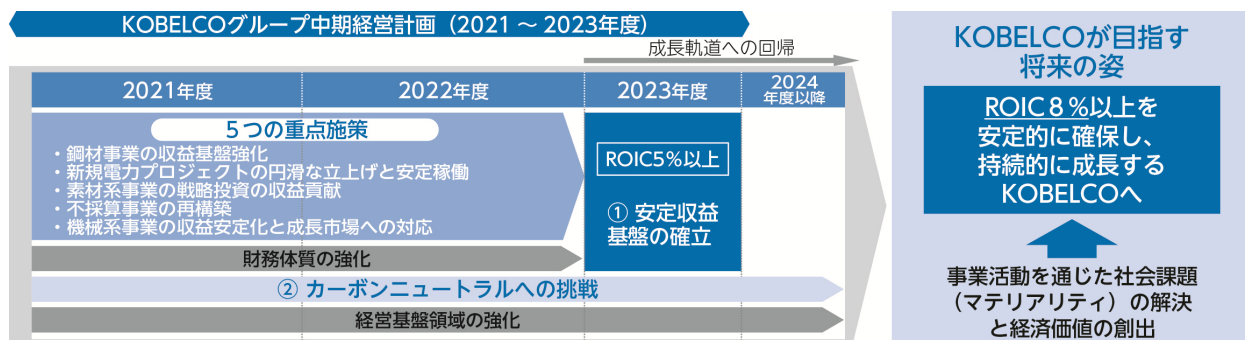 KOBELCOグループ中期経営計画（2021 ～ 2023年度）
成長軌道への回帰
2021年度
2022年度
2023年度
2024
年度以降
5つの重点施策
・鋼材事業の収益基盤強化
・新規電力プロジェクトの円滑な立上げと安定稼働
・素材系事業の戦略投資の収益貢献
・不採算事業の再構築
・機械系事業の収益安定化と成長市場への対応
ROIC5%以上
① 安定収益
基盤の確立
財務体質の強化
② カーボンニュートラルへの挑戦
経営基盤領域の強化
KOBELCOが目指す
将来の姿
ROIC８%以上を
安定的に確保し、
持続的に成長する
KOBELCOへ
事業活動を通じた社会課題
（マテリアリティ）の解決
と経済価値の創出